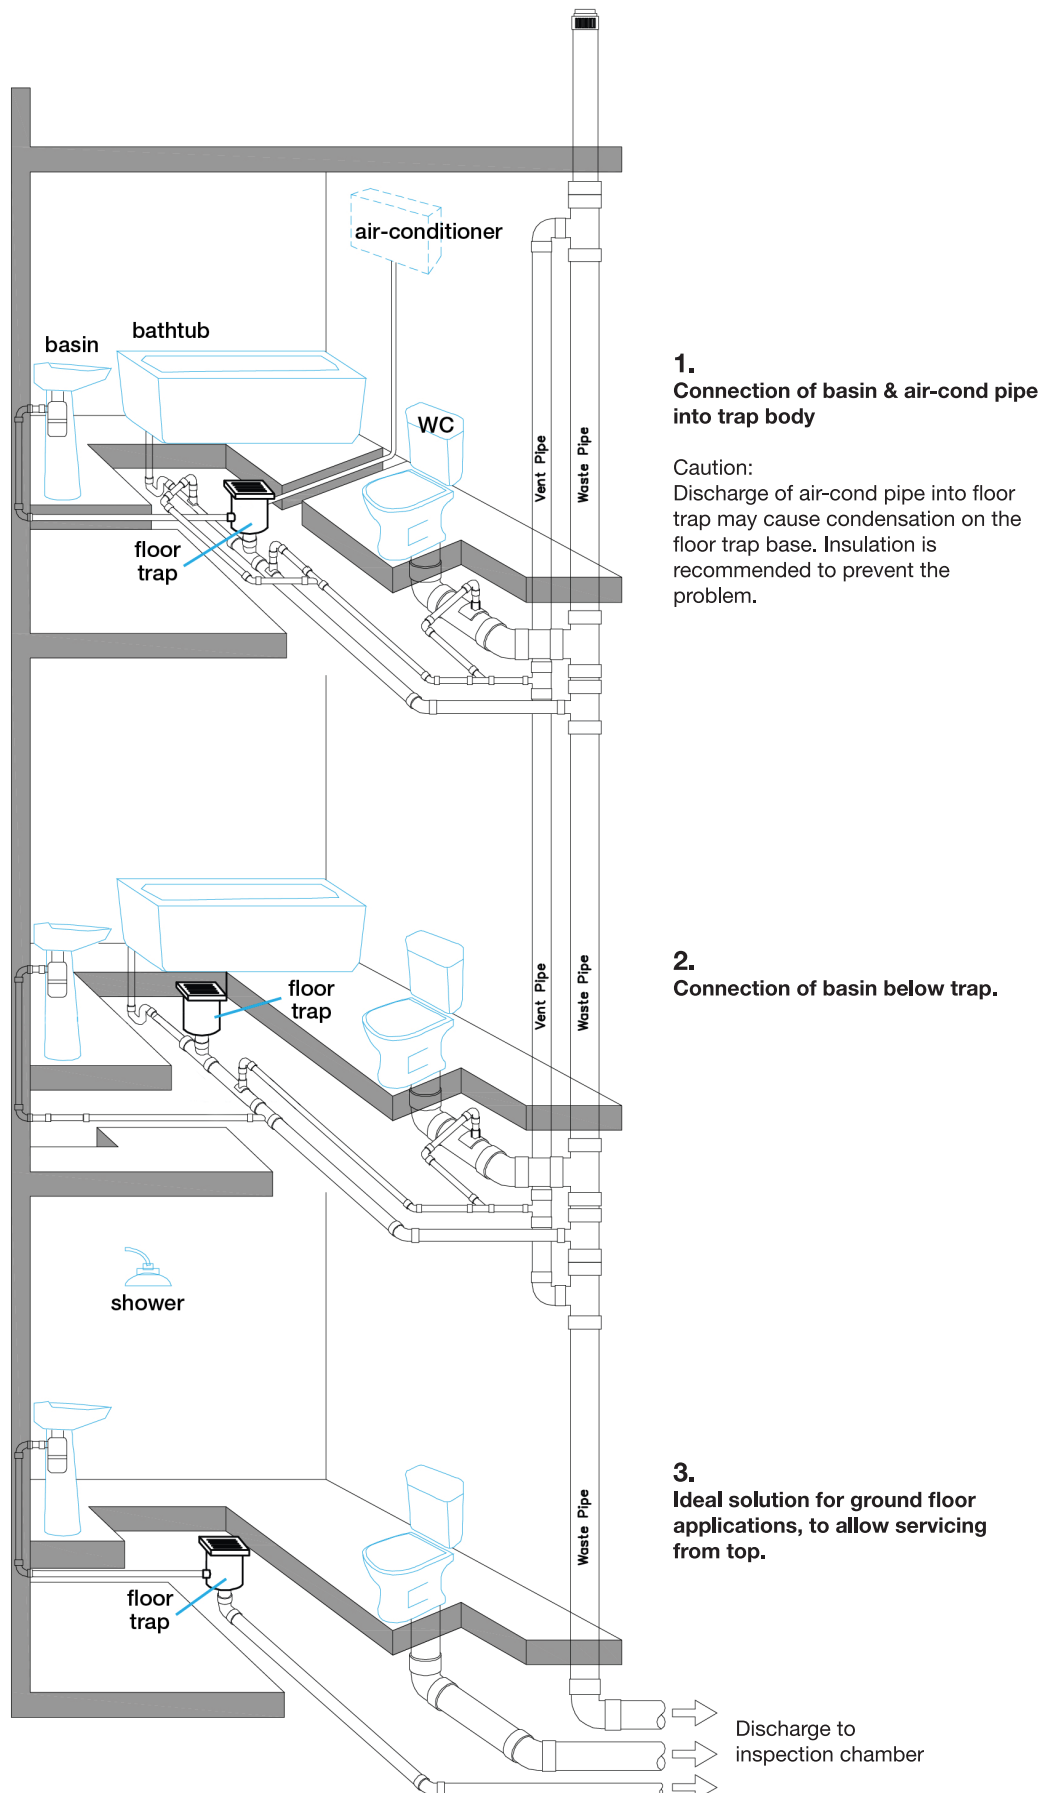 air-conditioner
bathtub
basin
WC
floor
trap
Vent Pipe
Waste Pipe
1.
Connection of basin & air-cond pipe
into trap body
Caution:
Discharge of air-cond pipe into floor
trap may cause condensation on the
floor trap base. Insulation is
recommended to prevent the
problem.
floor
trap
Vent Pipe
Waste Pipe
2.
Connection of basin below trap.
shower
floor
trap
Waste Pipe
3.
Ideal solution for ground floor
applications, to allow servicing
from top.
Discharge to
inspection chamber